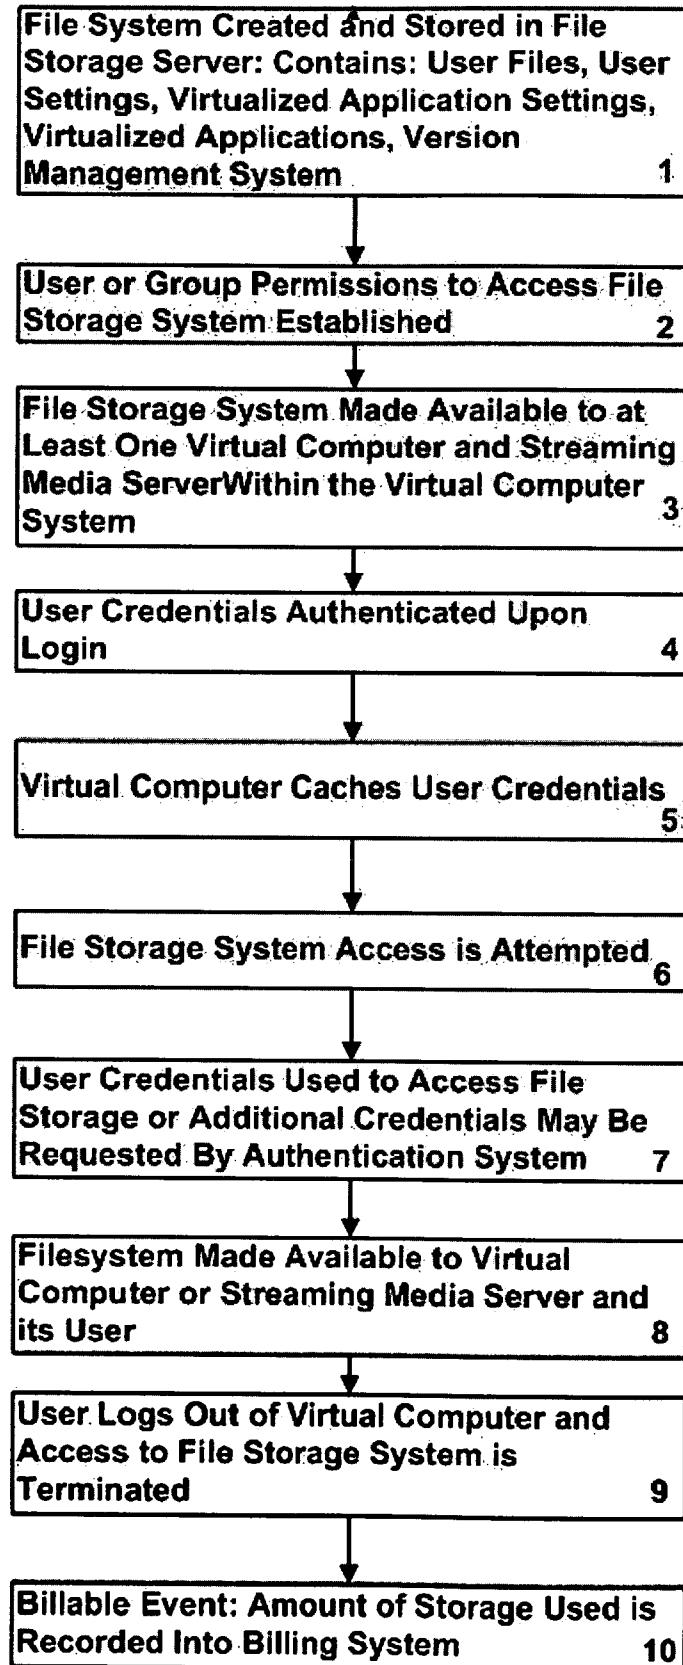 File System Created and Stored in File
Storage Server: Contains: User Files, User
Settings, Virtualized Application Settings,
Virtualized Applications, Version
Management System 1
User or Group Permissions to Access File
Storage System Established 2
File Storage System Made Available to at
Least One Virtual Computer and Streaming
Media ServerWithin the Virtual Computer
System 3
User Credentials Authenticated Upon
Login 4
Virtual Computer Caches User Credentials
5
File Storage System Access is Attempted
6
User Credentials Used to Access File
Storage or Additional Credentials May Be
Requested By Authentication System 7
Filesystem Made Available to Virtual
Computer or Streaming Media Server and
its User 8
User Logs Out of Virtual Computer and
Access to File Storage System is
Terminated 9
Billable Event: Amount of Storage Used is
Recorded Into Billing System 10